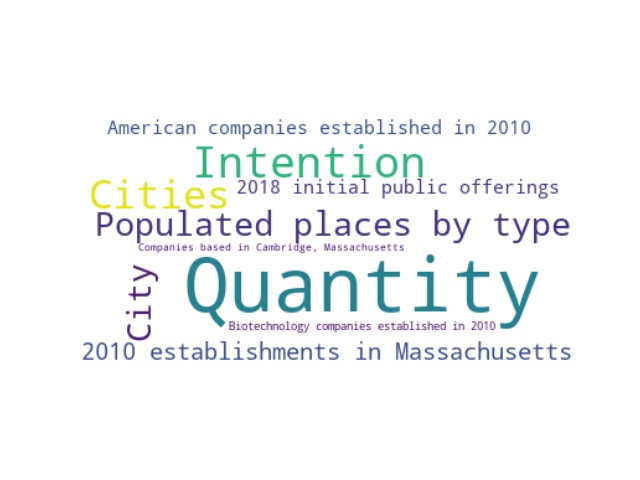 American companies established in 2010
Intention
Cities
2018 initial public offerings
Populated places by type
Companies based in Cambridge, Massachusetts
City
Quantity
Biotechnology companies established in 2010
2010 establishments in Massachusetts